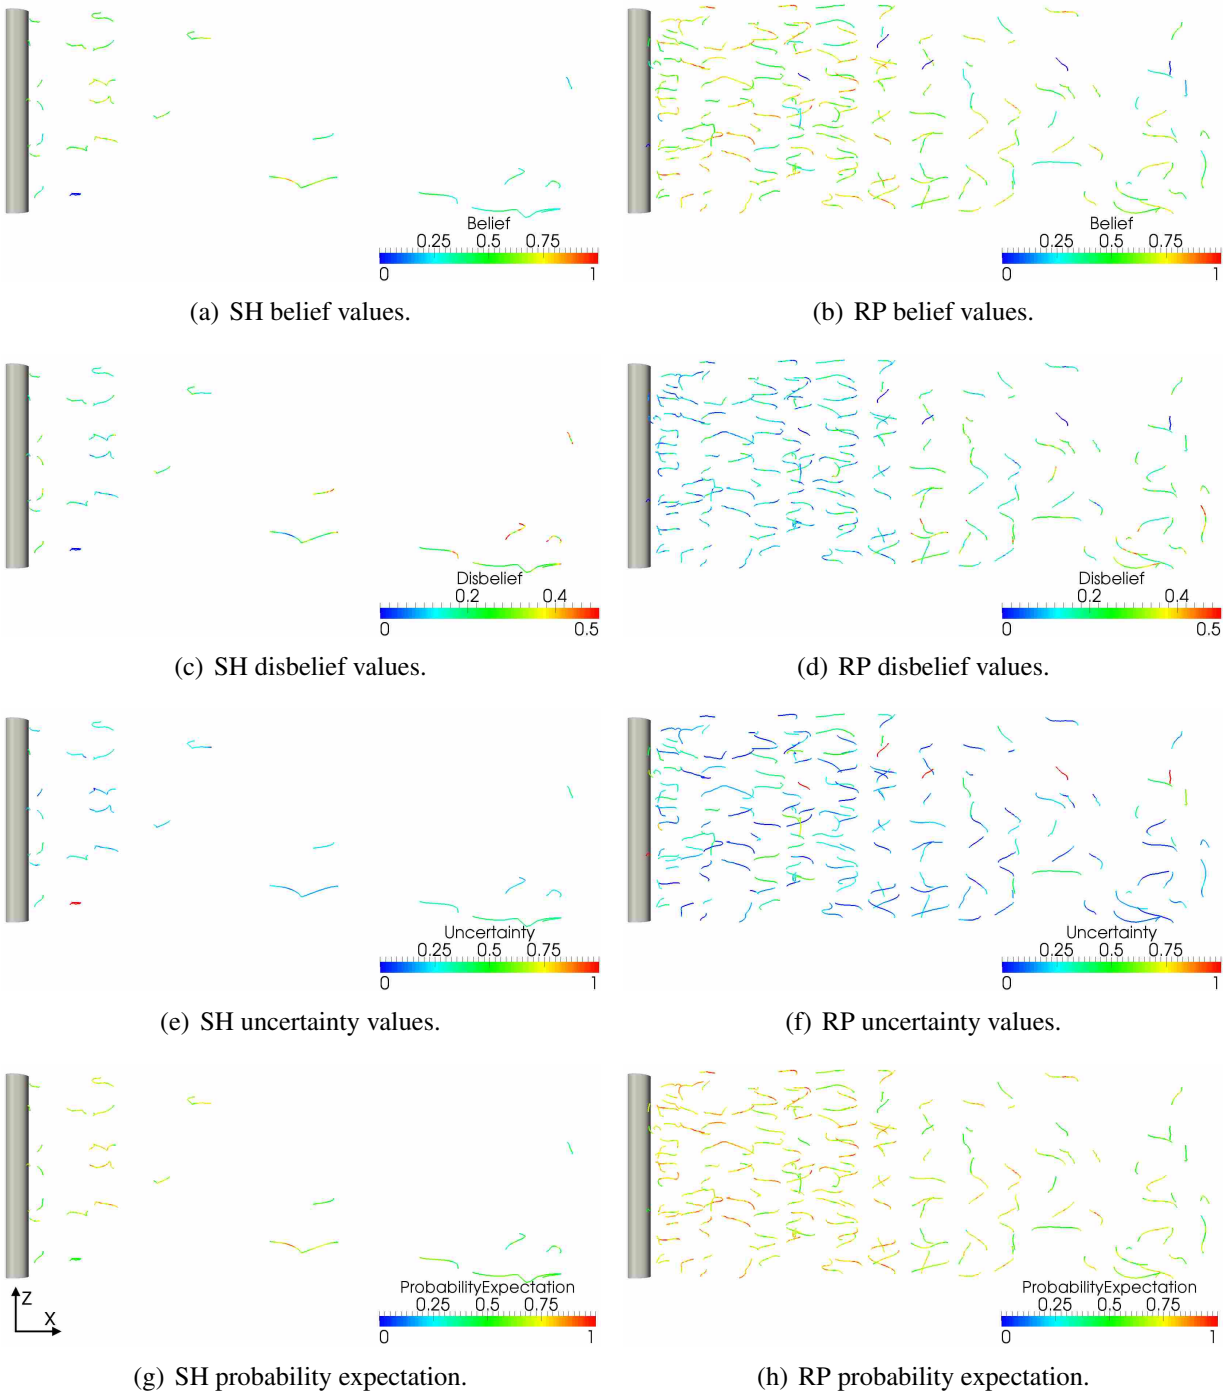 Belief
0.25 0.5 0.75
0 1
(a) SH belief values.
Belief
0.25 0.5 0.75
0 1
(b) RP belief values.
Disbelief
0.2 0.4
0 0.5
(c) SH disbelief values.
Disbelief
0.2 0.4
0 0.5
(d) RP disbelief values.
Uncertainty
0.25 0.5 0.75
0 1
(e) SH uncertainty values.
Uncertainty
0.25 0.5 0.75
0 1
(f) RP uncertainty values.
Z
X
ProbabilityExpectation
0.25 0.5 0.75
0 1
(g) SH probability expectation.
ProbabilityExpectation
0.25 0.5 0.75
0 1
(h) RP probability expectation.